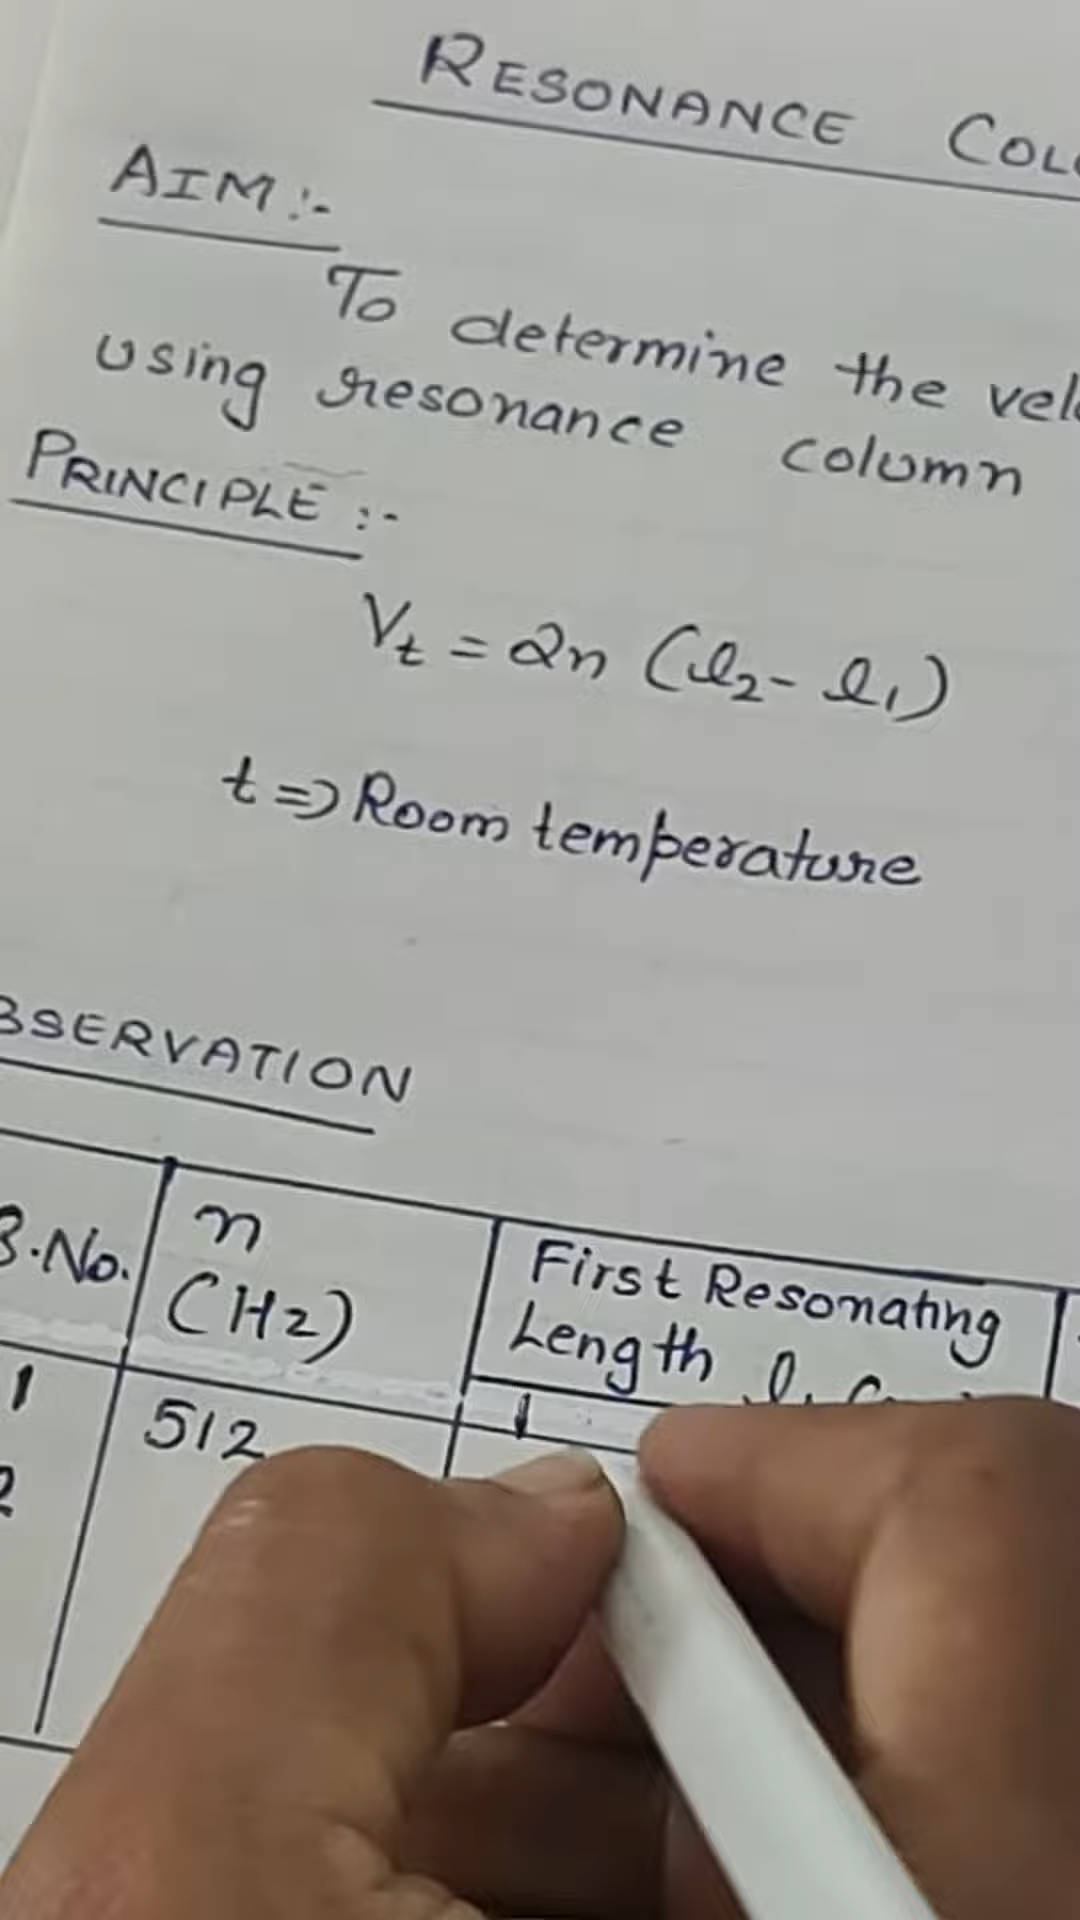 RESONANCE
AIM :-
To determine the
using resonance column
PRINCIPLE :-
Vt = 2n (l2 - l1)
t => Room temperature
BSERVATION
S.No.
n
(Hz)
First Resonating
Length
1
512
2